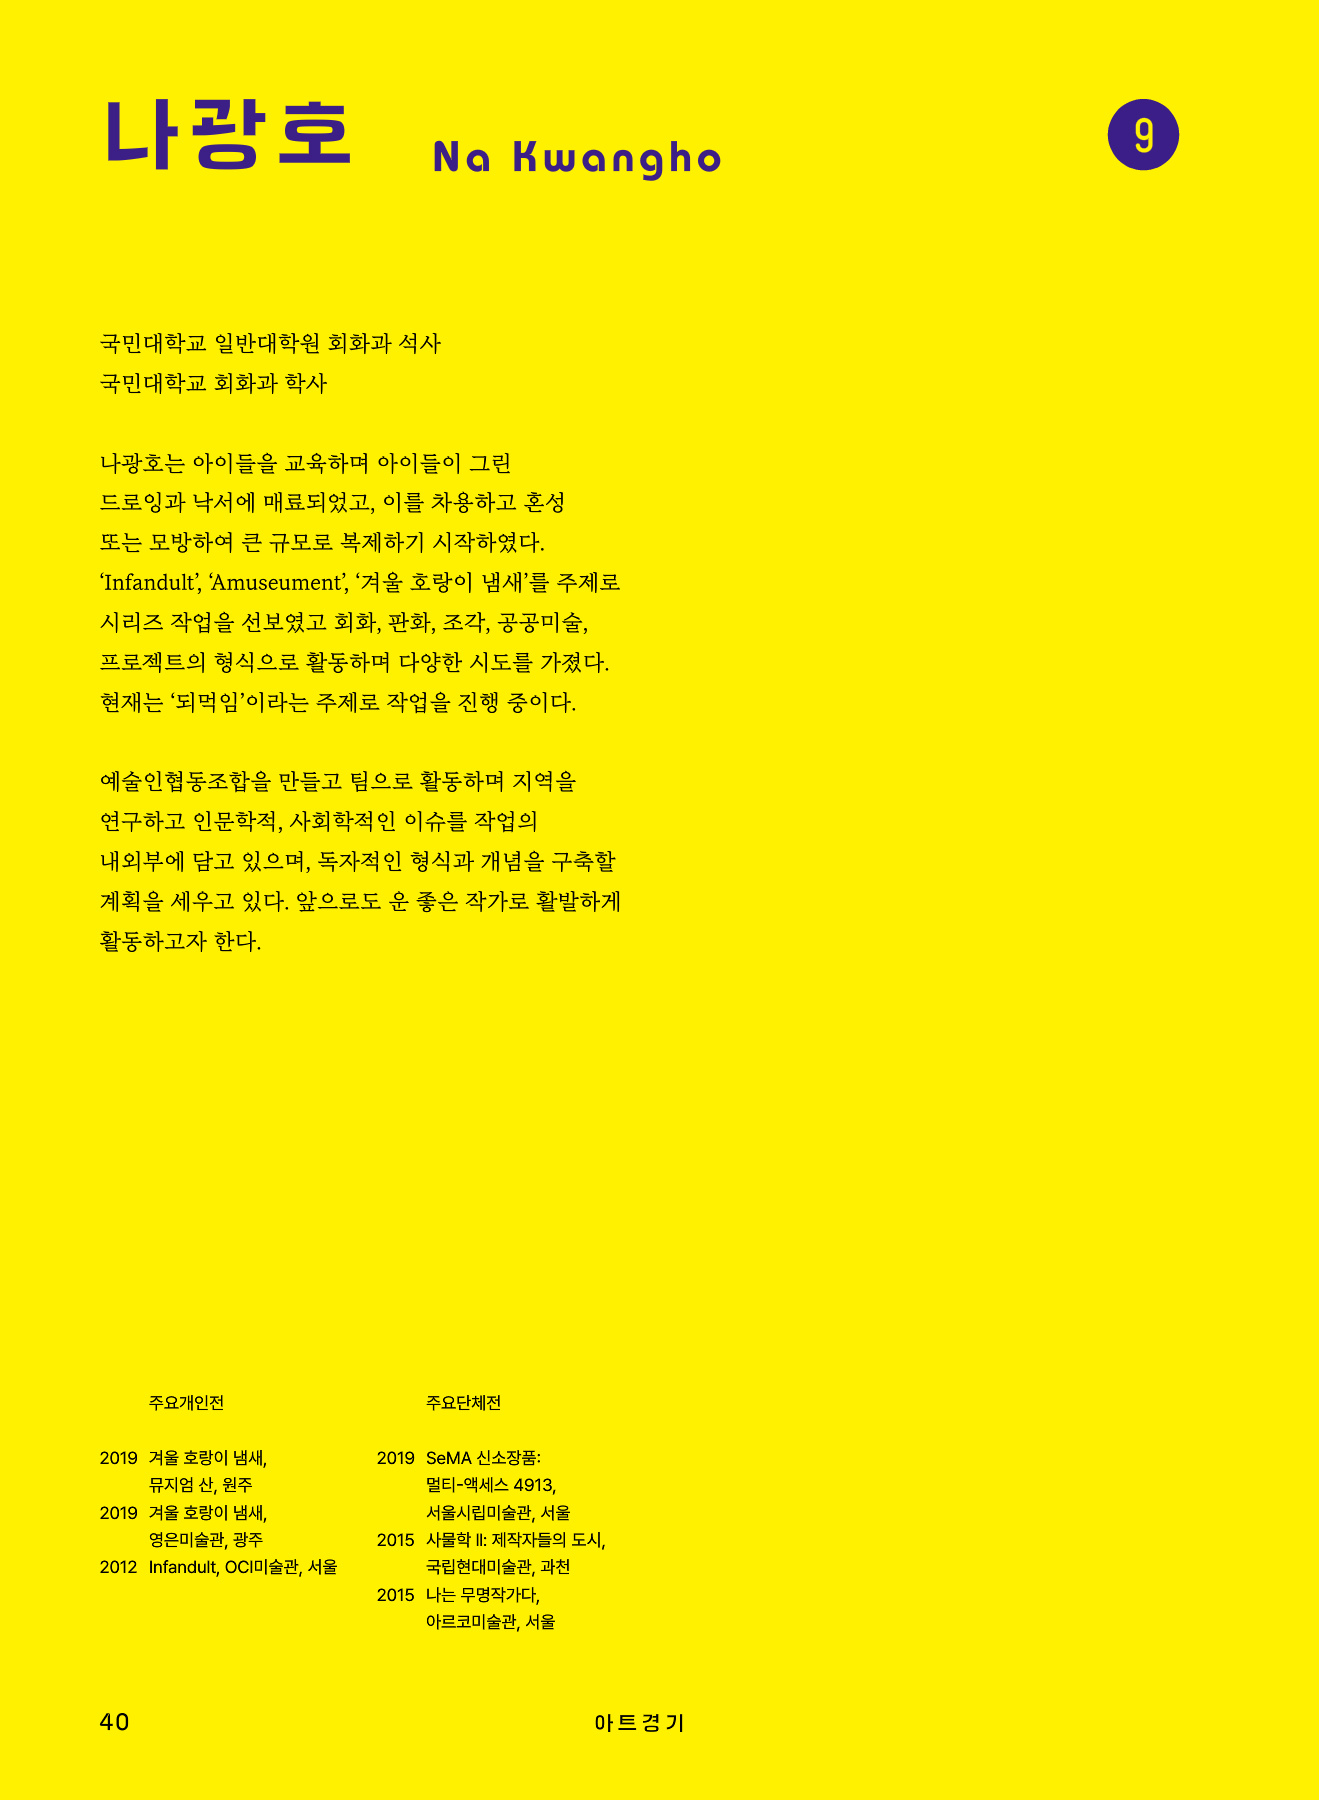 나광호 Na Kwangho
9
국민대학교 일반대학원 회화과 석사
국민대학교 회화과 학사
나광호는 아이들을 교육하며 아이들이 그린
드로잉과 낙서에 매료되었고, 이를 차용하고 혼성
또는 모방하여 큰 규모로 복제하기 시작하였다.
‘Infandult’, ‘Amuseument’, ‘겨울 호랑이 냄새’를 주제로
시리즈 작업을 선보였고 회화, 판화, 조각, 공공미술,
프로젝트의 형식으로 활동하며 다양한 시도를 가졌다.
현재는 ‘되먹임’이라는 주제로 작업을 진행 중이다.
예술인협동조합을 만들고 팀으로 활동하며 지역을
연구하고 인문학적, 사회학적인 이슈를 작업의
내외부에 담고 있으며, 독자적인 형식과 개념을 구축할
계획을 세우고 있다. 앞으로도 운 좋은 작가로 활발하게
활동하고자 한다.
주요개인전
2019 겨울 호랑이 냄새,
뮤지엄 산, 원주
2019 겨울 호랑이 냄새,
영은미술관, 광주
2012 Infandult, OCI미술관, 서울
주요단체전
2019 SeMA 신소장품:
멀티-액세스 4913,
서울시립미술관, 서울
2015 사물학 II: 제작자들의 도시,
국립현대미술관, 과천
2015 나는 무명작가다,
아르코미술관, 서울
40
아트경기